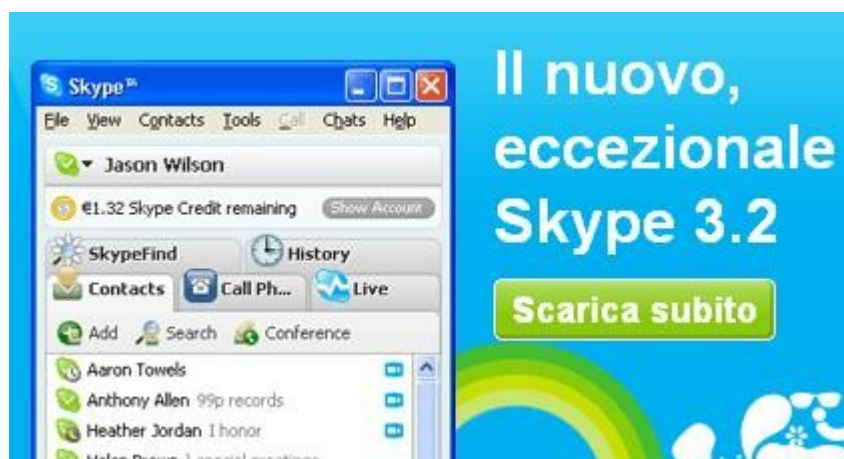 Skype™
File View Contacts Tools Call Chats Help
Jason Wilson
€1.32 Skype Credit remaining Show Account
SkypeFind History
Contacts Call Ph... Live
Add Search Conference
Aaron Towels
Anthony Allen 99p records
Heather Jordan 1 honor
Il nuovo,
eccezionale
Skype 3.2
Scarica subito